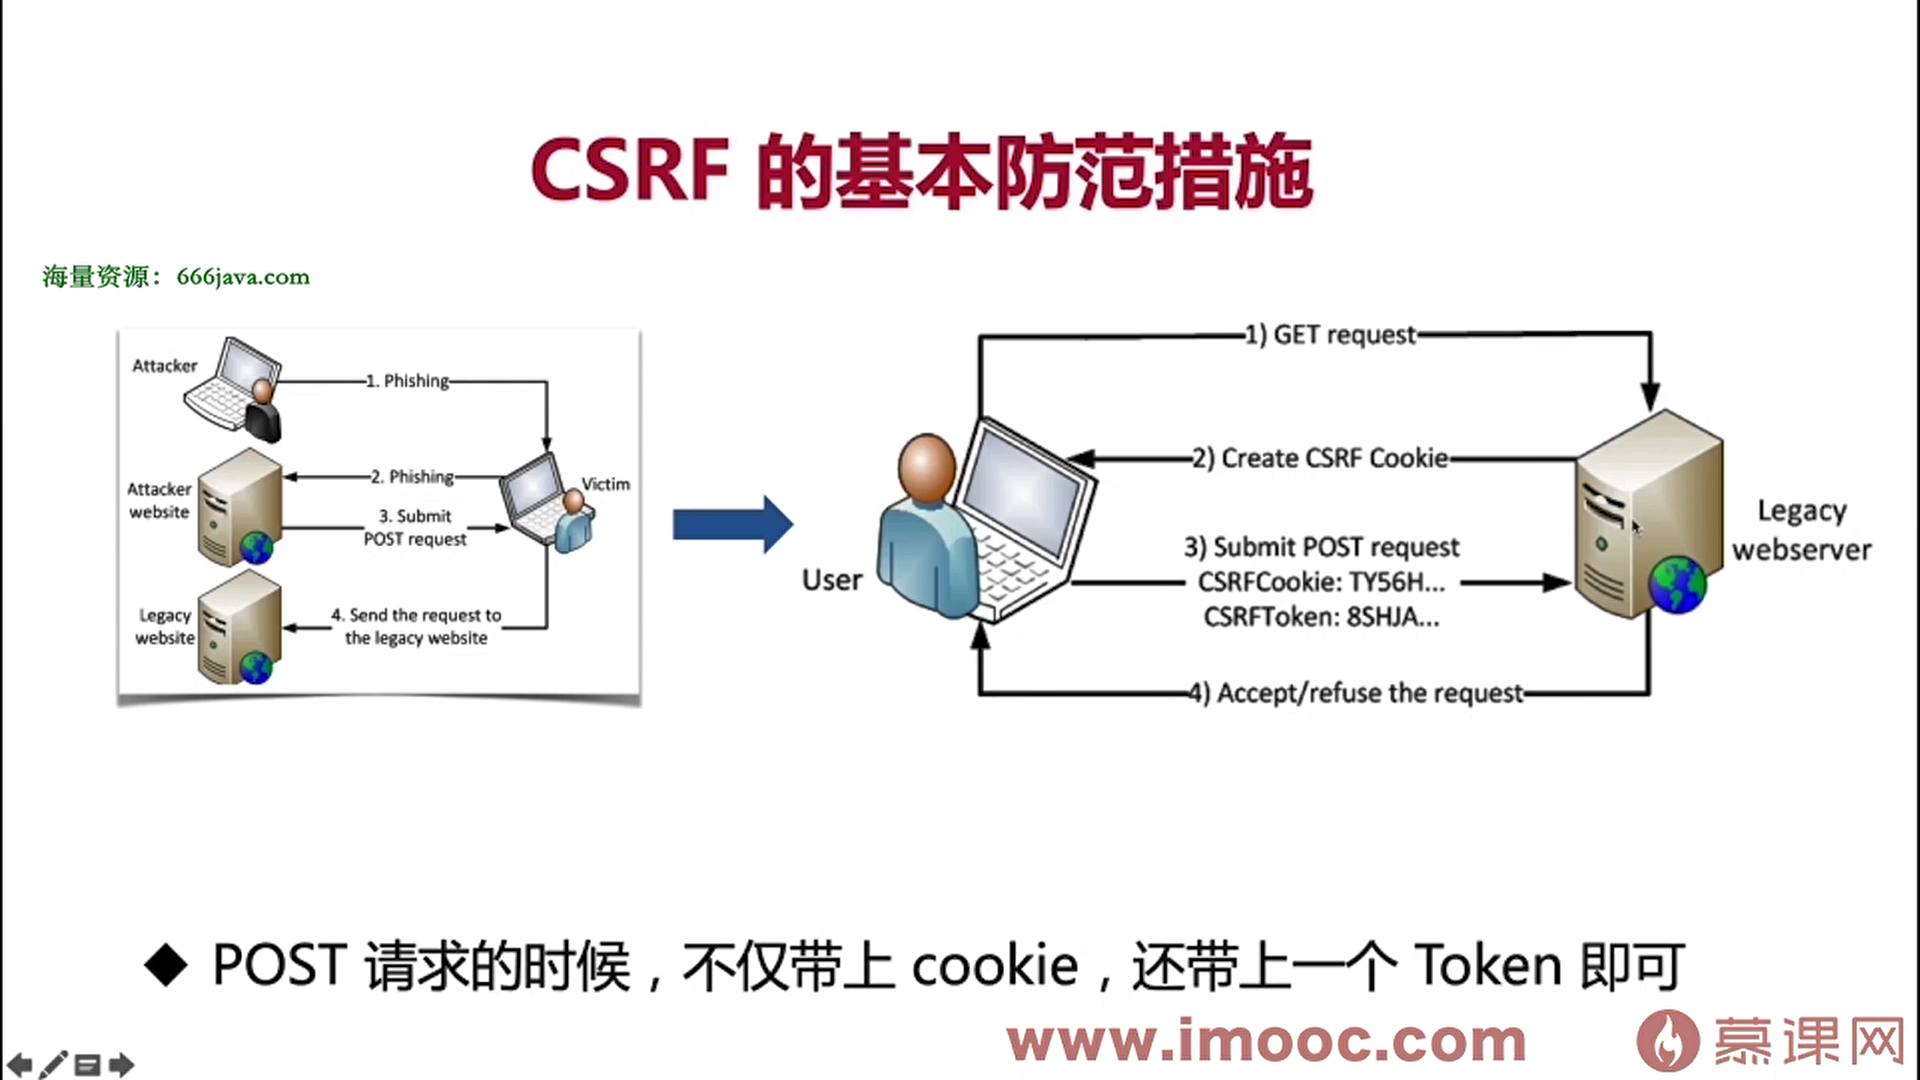 CSRF 的基本防范措施
海量资源：666java.com
Attacker
1. Phishing
Attacker
website
2. Phishing
Victim
3. Submit
POST request
Legacy
website
4. Send the request to
the legacy website
1) GET request
2) Create CSRF Cookie
User
3) Submit POST request
CSRFCookie: TY56H...
CSRFToken: 8SHJA...
Legacy
webserver
4) Accept/refuse the request
◆ POST 请求的时候，不仅带上 cookie，还带上一个 Token 即可
www.imooc.com
慕课网